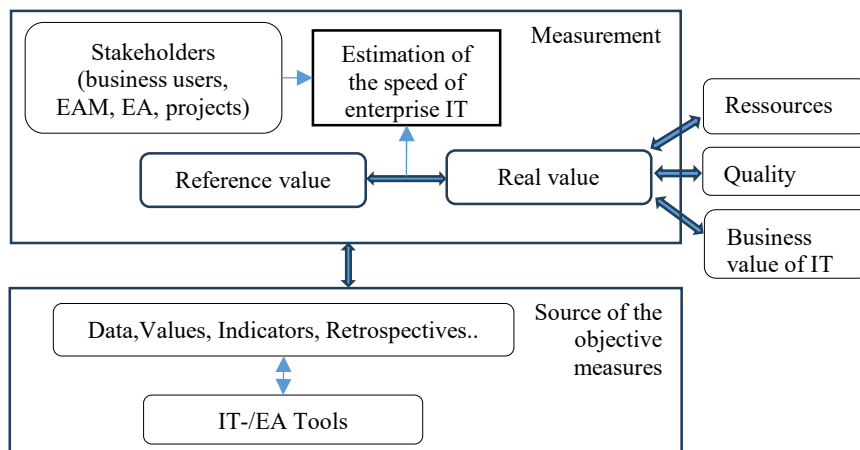 Stakeholders
(business users,
EAM, EA, projects)
Estimation of
the speed of
enterprise IT
Measurement
Reference value
Real value
Ressources
Quality
Business
value of IT
Data,Values, Indicators, Retrospectives..
Source of the
objective
measures
IT-/EA Tools